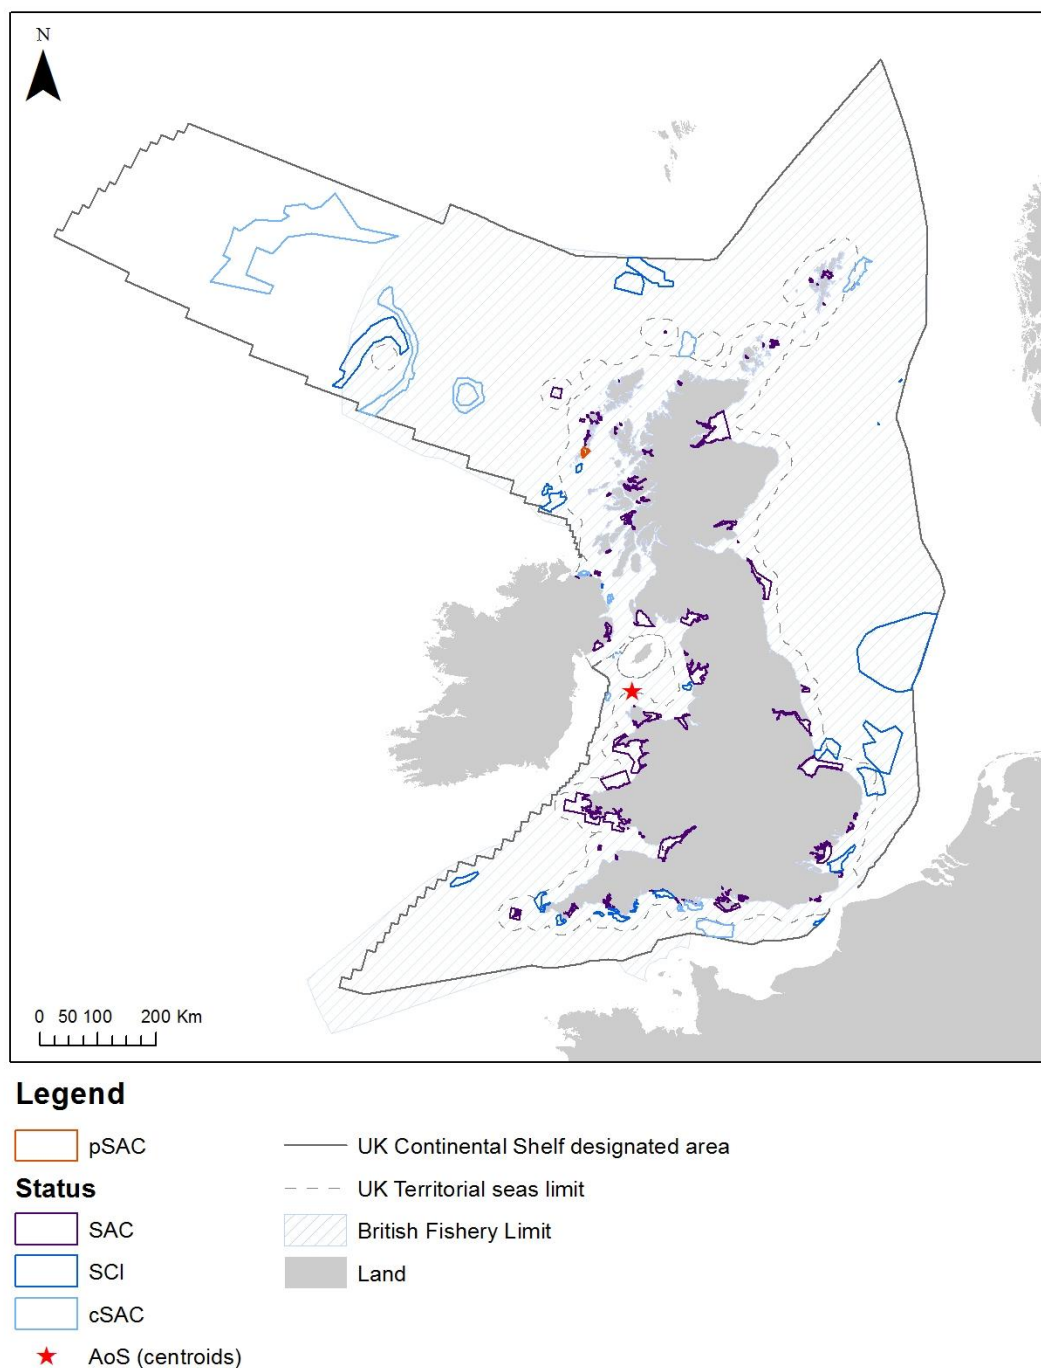 N
0 50 100 200 Km
Legend
pSAC
Status
SAC
SCI
cSAC
AoS (centroids)
UK Continental Shelf designated area
UK Territorial seas limit
British Fishery Limit
Land